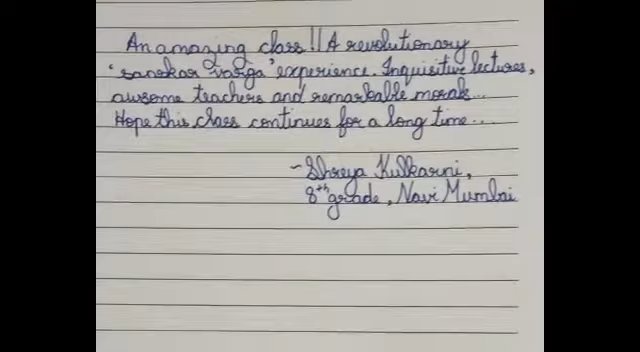 An amazing class!! A revolutionary
'sanskar varga' experience. Inquisitive lectures,
awsome teachers and remarkable morals...
Hope this class continues for a long time...
~Shreya Kulkarni,
8th grade, Navi Mumbai